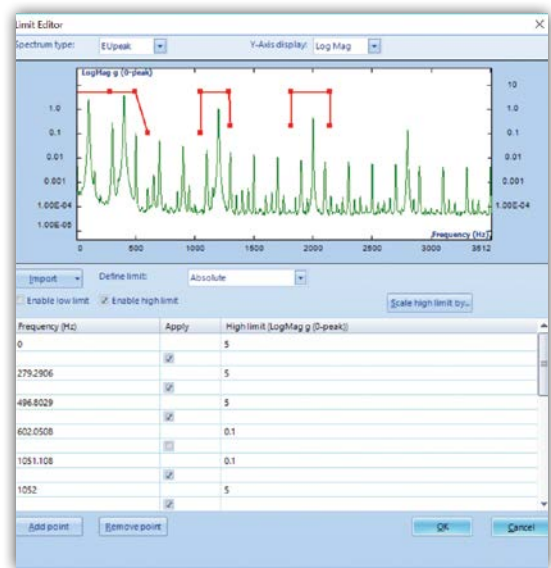 Limit Editor
Spectrum type: EUpeak Y-Axis display: Log Mag
LogMag g (0-peak)
10
1.0 1.0
0.1 0.1
0.01 0.01
0.001 0.001
1.00E-04 1.00E-04
1.00E-05
Frequency (Hz)
0 500 1000 1500 2000 2500 3000 3512
Import Define limit: Absolute
Enable low limit Enable high limit Scale high limit by...
Frequency (Hz) Apply High limit (LogMag g (0-peak))
0 5
279.2906 5
496.8029 5
602.0508 0.1
1051.108 0.1
1052 5
Add point Remove point OK Cancel